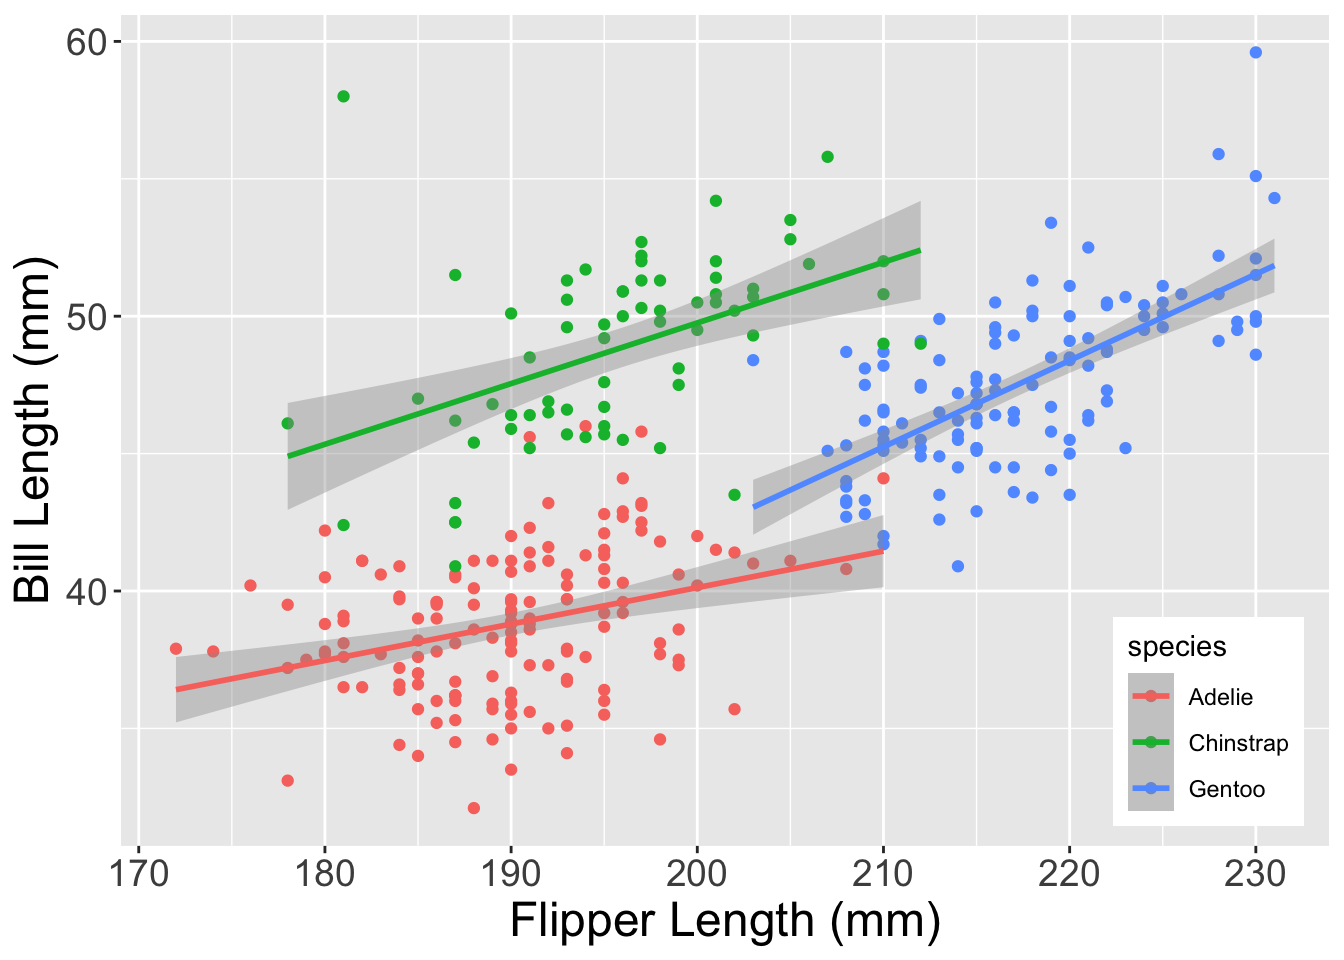 60
50
40
Bill Length (mm)
170 180 190 200 210 220 230
Flipper Length (mm)
species
Adelie
Chinstrap
Gentoo